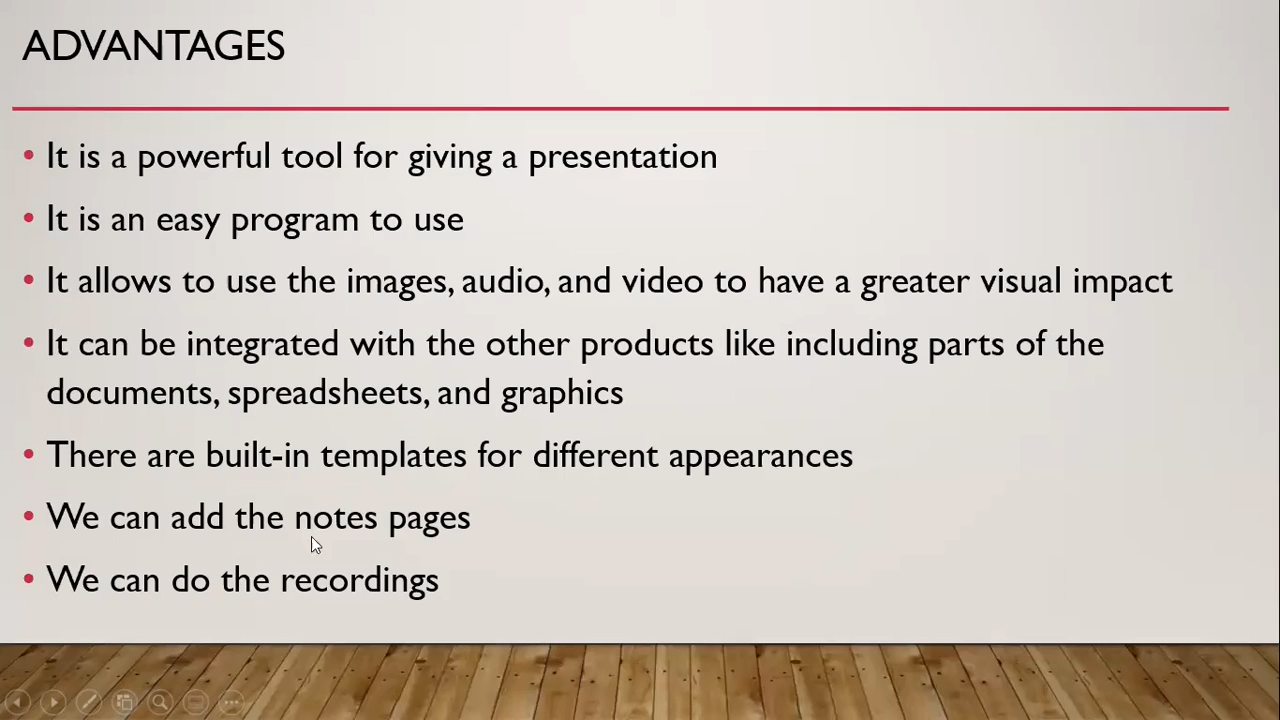 ADVANTAGES
• It is a powerful tool for giving a presentation
• It is an easy program to use
• It allows to use the images, audio, and video to have a greater visual impact
• It can be integrated with the other products like including parts of the
documents, spreadsheets, and graphics
• There are built-in templates for different appearances
• We can add the notes pages
• We can do the recordings